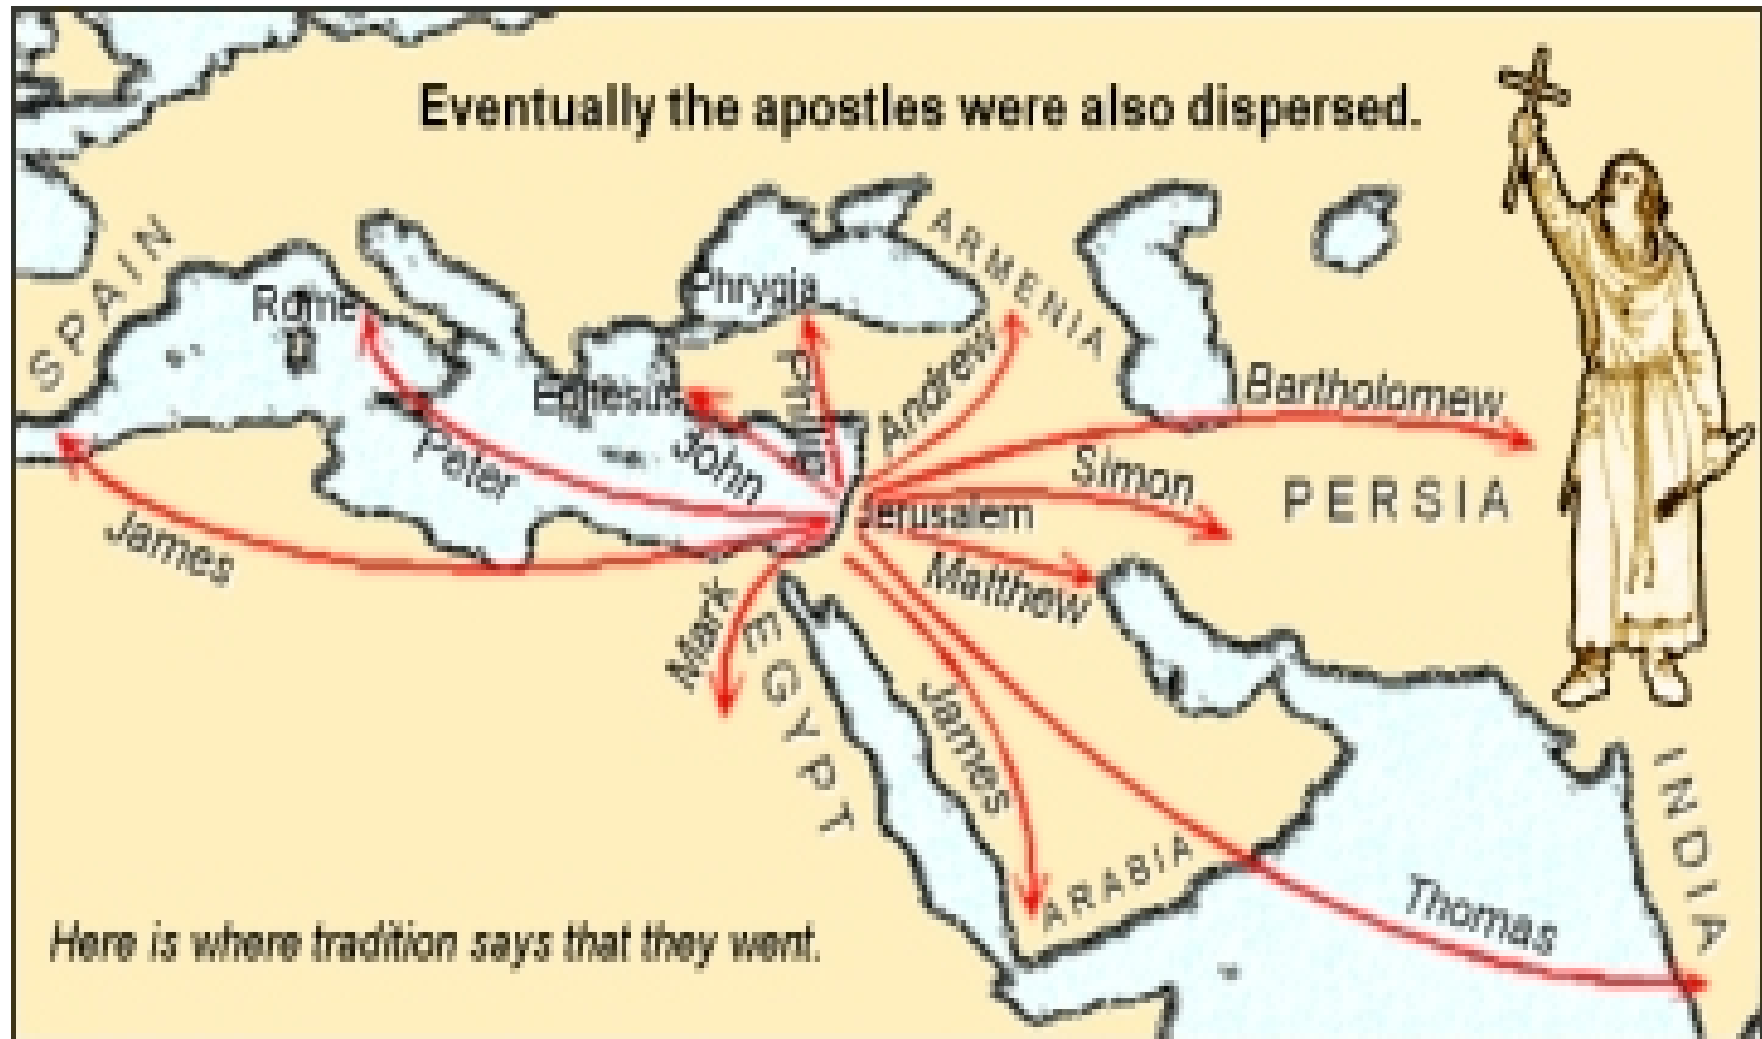 Eventually the apostles were also dispersed.
SPAIN
Rome
Phrygia
ARMENIA
Ephesus
Philip
Andrew
Bartholomew
Peter
John
Simon
PERSIA
Jerusalem
James
Matthew
Mark
EGYPT
James
INDIA
ARABIA
Thomas
Here is where tradition says that they went.